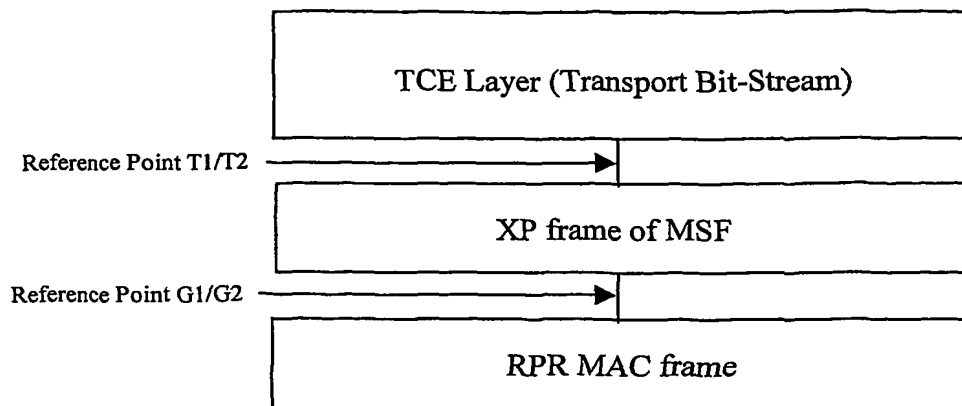 TCE Layer (Transport Bit-Stream)
Reference Point T1/T2
XP frame of MSF
Reference Point G1/G2
RPR MAC frame